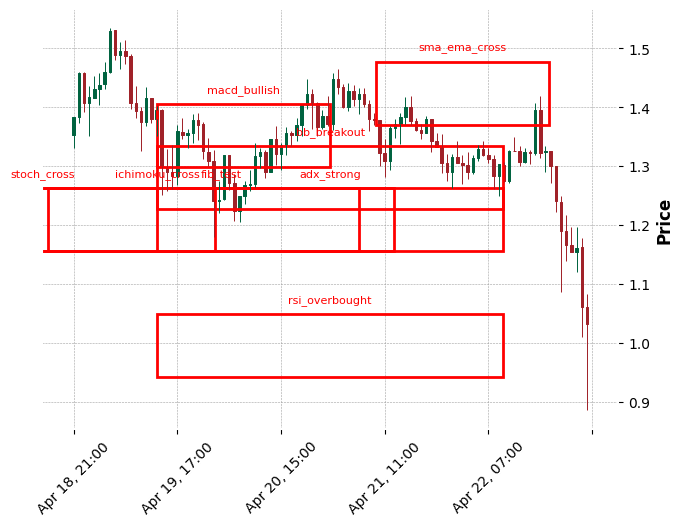 sma_ema_cross
1.5
macd_bullish
1.4
bb_breakout
1.3
stoch_cross
ichimoku_cross
fib_test
adx_strong
1.2
Price
1.1
rsi_overbought
1.0
0.9
Apr 18, 21:00
Apr 19, 17:00
Apr 20, 15:00
Apr 21, 11:00
Apr 22, 07:00